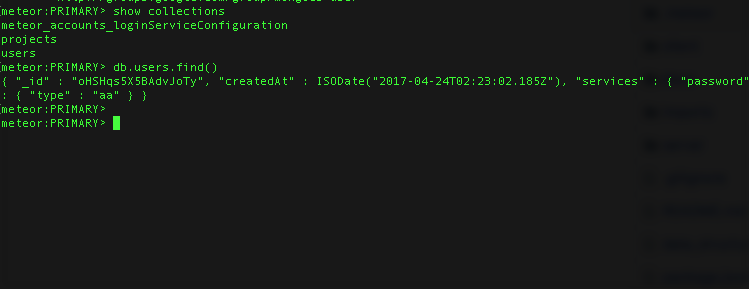 meteor:PRIMARY> show collections
meteor_accounts_loginServiceConfiguration
projects
users
meteor:PRIMARY> db.users.find()
{ "_id" : "oHSHqs5X5BAdvJoTy", "createdAt" : ISODate("2017-04-24T02:23:02.185Z"), "services" : { "password"
: { "type" : "aa" } }
meteor:PRIMARY>
meteor:PRIMARY>